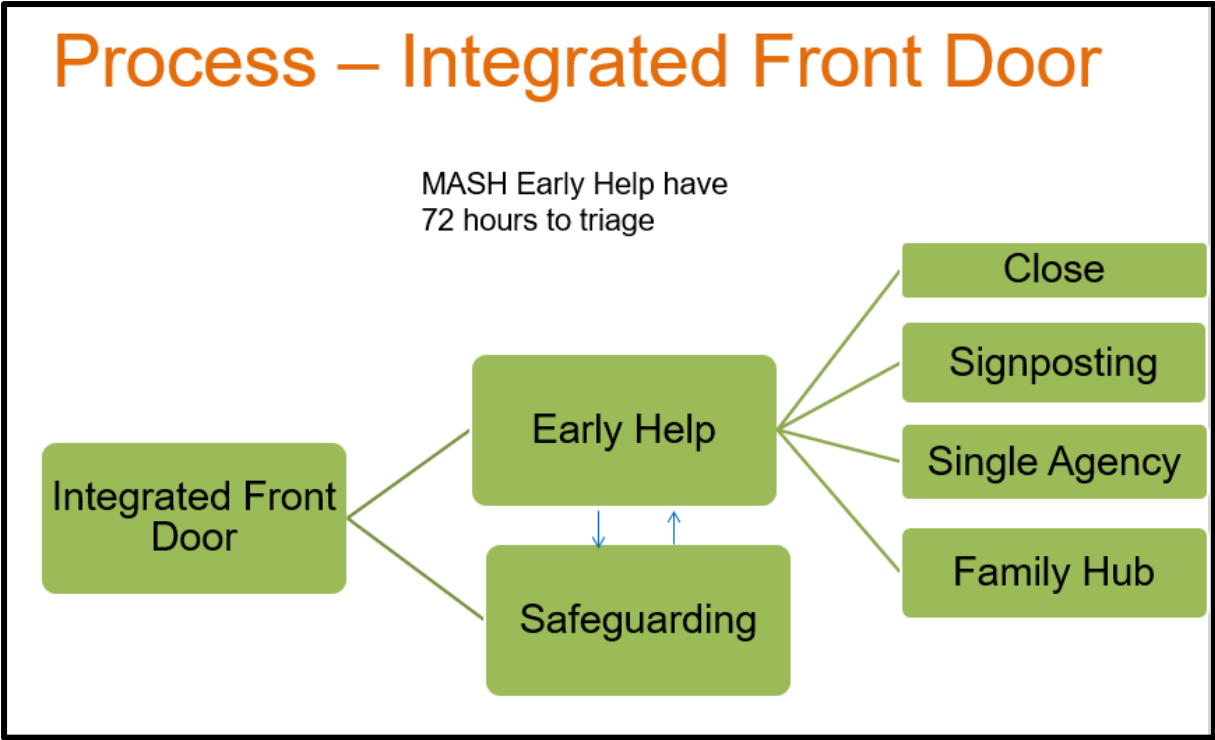 Process – Integrated Front Door
MASH Early Help have
72 hours to triage
Integrated Front
Door
Early Help
Safeguarding
Close
Signposting
Single Agency
Family Hub